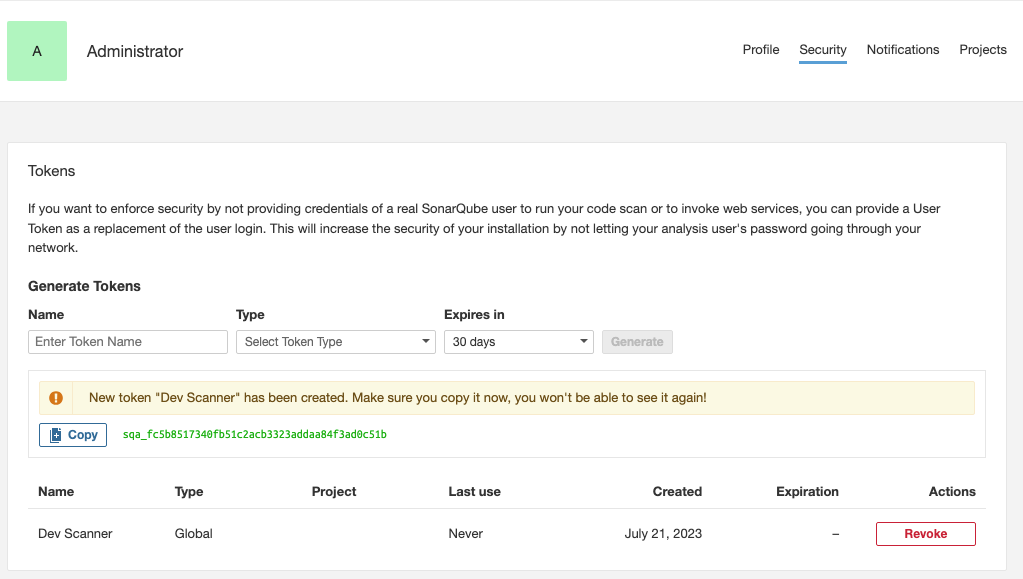 A
Administrator
Profile Security Notifications Projects
Tokens
If you want to enforce security by not providing credentials of a real SonarQube user to run your code scan or to invoke web services, you can provide a User
Token as a replacement of the user login. This will increase the security of your installation by not letting your analysis user's password going through your
network.
Generate Tokens
Name Type Expires in
Enter Token Name Select Token Type 30 days Generate
New token "Dev Scanner" has been created. Make sure you copy it now, you won't be able to see it again!
Copy sqa_fc5b8517340fb51c2acb3323addaa84f3ad0c51b
Name Type Project Last use Created Expiration Actions
Dev Scanner Global Never July 21, 2023 – Revoke